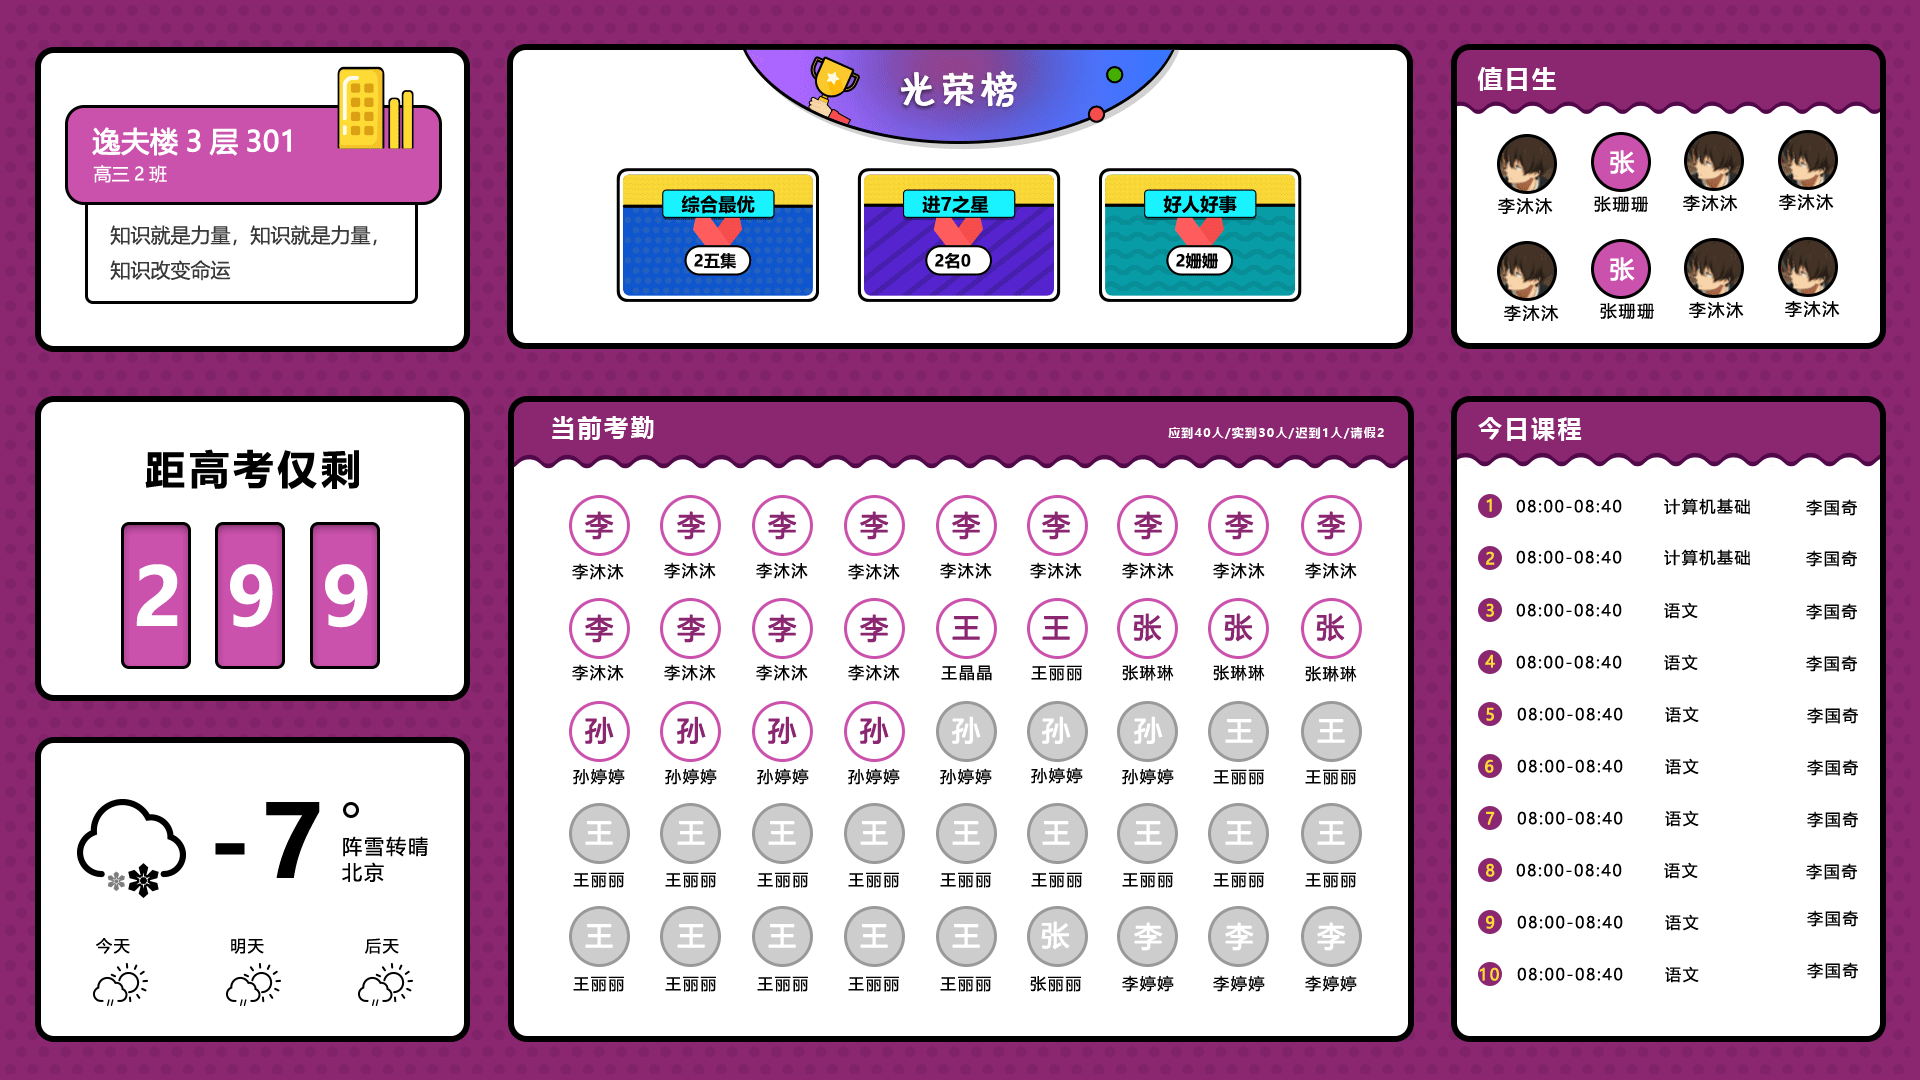 逸夫楼 3 层 301
高三 2 班
知识就是力量，知识就是力量，
知识改变命运
光荣榜
综合最优
2五集
进7之星
2名0
好人好事
2姗姗
值日生
张
李沐沐 张珊珊 李沐沐 李沐沐
张
李沐沐 张珊珊 李沐沐 李沐沐
距高考仅剩
2 9 9
-7°
阵雪转晴
北京
今天 明天 后天
当前考勤
应到40人/实到30人/迟到1人/请假2
李 李 李 李 李 李 李 李 李
李沐沐 李沐沐 李沐沐 李沐沐 李沐沐 李沐沐 李沐沐 李沐沐 李沐沐
李 李 李 李 王 王 张 张 张
李沐沐 李沐沐 李沐沐 李沐沐 王晶晶 王丽丽 张琳琳 张琳琳 张琳琳
孙 孙 孙 孙 孙 孙 孙 王 王
孙婷婷 孙婷婷 孙婷婷 孙婷婷 孙婷婷 孙婷婷 孙婷婷 王丽丽 王丽丽
王 王 王 王 王 王 王 王 王
王丽丽 王丽丽 王丽丽 王丽丽 王丽丽 王丽丽 王丽丽 王丽丽 王丽丽
王 王 王 王 王 张 李 李 李
王丽丽 王丽丽 王丽丽 王丽丽 王丽丽 张丽丽 李婷婷 李婷婷 李婷婷
今日课程
1 08:00-08:40 计算机基础 李国奇
2 08:00-08:40 计算机基础 李国奇
3 08:00-08:40 语文 李国奇
4 08:00-08:40 语文 李国奇
5 08:00-08:40 语文 李国奇
6 08:00-08:40 语文 李国奇
7 08:00-08:40 语文 李国奇
8 08:00-08:40 语文 李国奇
9 08:00-08:40 语文 李国奇
10 08:00-08:40 语文 李国奇